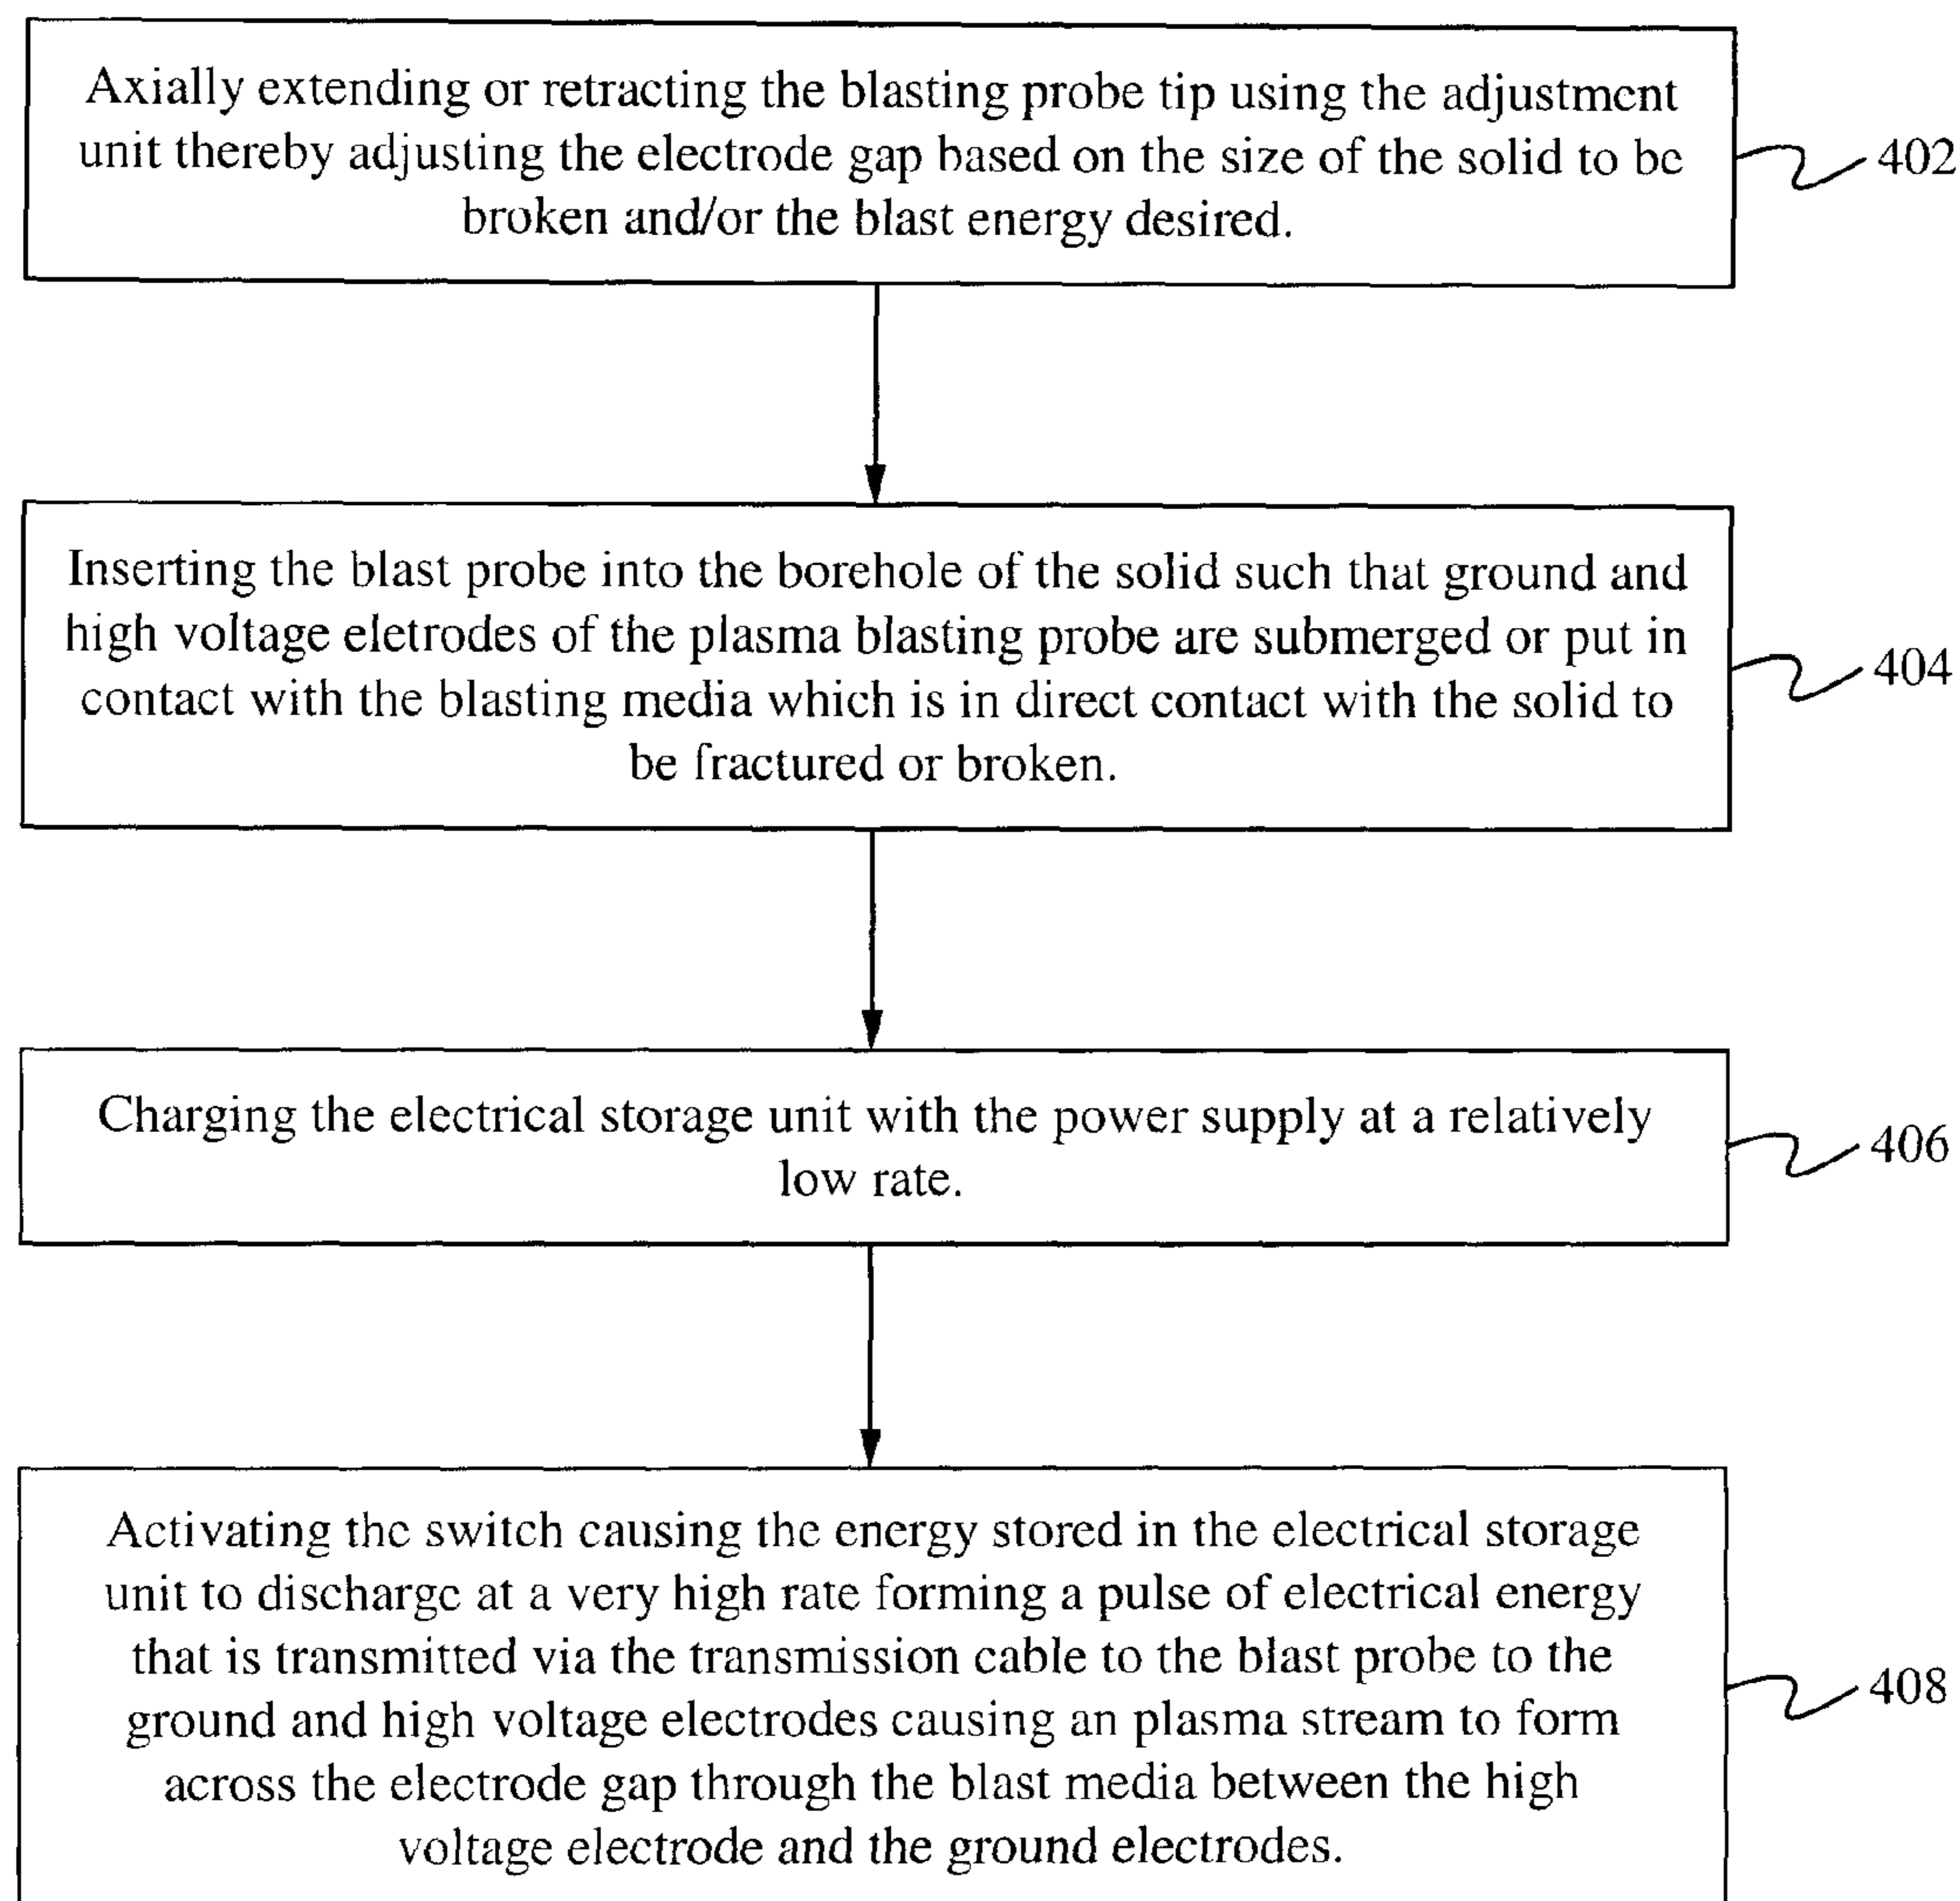 Axially extending or retracting the blasting probe tip using the adjustment
unit thereby adjusting the electrode gap based on the size of the solid to be
broken and/or the blast energy desired.
402
Inserting the blast probe into the borehole of the solid such that ground and
high voltage eletrodes of the plasma blasting probe are submerged or put in
contact with the blasting media which is in direct contact with the solid to
be fractured or broken.
404
Charging the electrical storage unit with the power supply at a relatively
low rate.
406
Activating the switch causing the energy stored in the electrical storage
unit to discharge at a very high rate forming a pulse of electrical energy
that is transmitted via the transmission cable to the blast probe to the
ground and high voltage electrodes causing an plasma stream to form
across the electrode gap through the blast media between the high
voltage electrode and the ground electrodes.
408